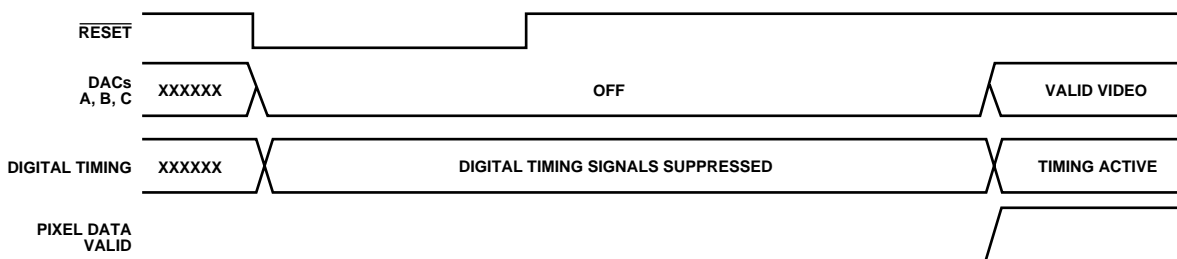 RESET
DACs
A, B, C
XXXXXX
OFF
VALID VIDEO
DIGITAL TIMING
XXXXXX
DIGITAL TIMING SIGNALS SUPPRESSED
TIMING ACTIVE
PIXEL DATA
VALID